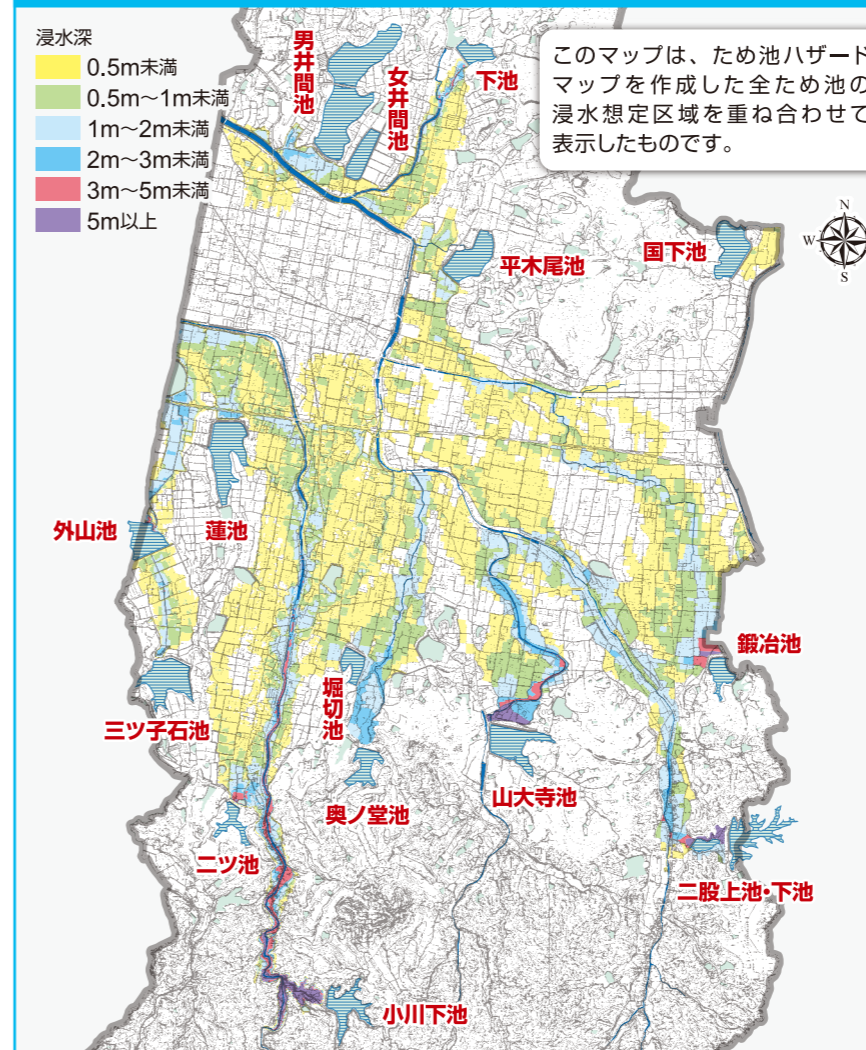 浸水深
0.5m未満
0.5m～1m未満
1m～2m未満
2m～3m未満
3m～5m未満
5m以上
このマップは、ため池ハザード
マップを作成した全ため池の
浸水想定区域を重ね合わせて
表示したものです。
男井間池
女井間池
下池
平木尾池
国下池
N
W
S
外山池
蓮池
鍛冶池
三ツ子石池
堀切池
山大寺池
奥ノ堂池
二ツ池
二股上池・下池
小川下池